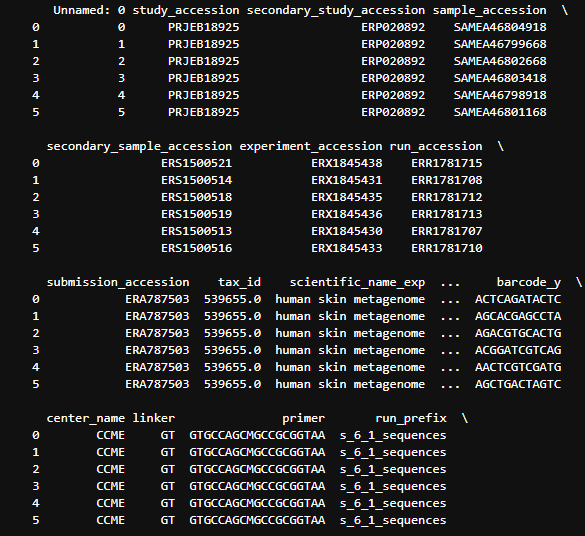 Unnamed: 0 study_accession secondary_study_accession sample_accession \
0 0 PRJEB18925 ERP020892 SAMEA46804918
1 1 PRJEB18925 ERP020892 SAMEA46799668
2 2 PRJEB18925 ERP020892 SAMEA46802668
3 3 PRJEB18925 ERP020892 SAMEA46803418
4 4 PRJEB18925 ERP020892 SAMEA46798918
5 5 PRJEB18925 ERP020892 SAMEA46801168
secondary_sample_accession experiment_accession run_accession \
0 ERS1500521 ERX1845438 ERR1781715
1 ERS1500514 ERX1845431 ERR1781708
2 ERS1500518 ERX1845435 ERR1781712
3 ERS1500519 ERX1845436 ERR1781713
4 ERS1500513 ERX1845430 ERR1781707
5 ERS1500516 ERX1845433 ERR1781710
submission_accession tax_id scientific_name_exp ... barcode_y \
0 ERA787503 539655.0 human skin metagenome ... ACTCAGATACTC
1 ERA787503 539655.0 human skin metagenome ... AGCACGAGCCTA
2 ERA787503 539655.0 human skin metagenome ... AGACGTGCACTG
3 ERA787503 539655.0 human skin metagenome ... ACGGATCGTCAG
4 ERA787503 539655.0 human skin metagenome ... AACTCGTCGATG
5 ERA787503 539655.0 human skin metagenome ... AGCTGACTAGTC
center_name linker primer run_prefix \
0 CCME GT GTGCCAGCMGCCGCGGTAA s_6_1_sequences
1 CCME GT GTGCCAGCMGCCGCGGTAA s_6_1_sequences
2 CCME GT GTGCCAGCMGCCGCGGTAA s_6_1_sequences
3 CCME GT GTGCCAGCMGCCGCGGTAA s_6_1_sequences
4 CCME GT GTGCCAGCMGCCGCGGTAA s_6_1_sequences
5 CCME GT GTGCCAGCMGCCGCGGTAA s_6_1_sequences